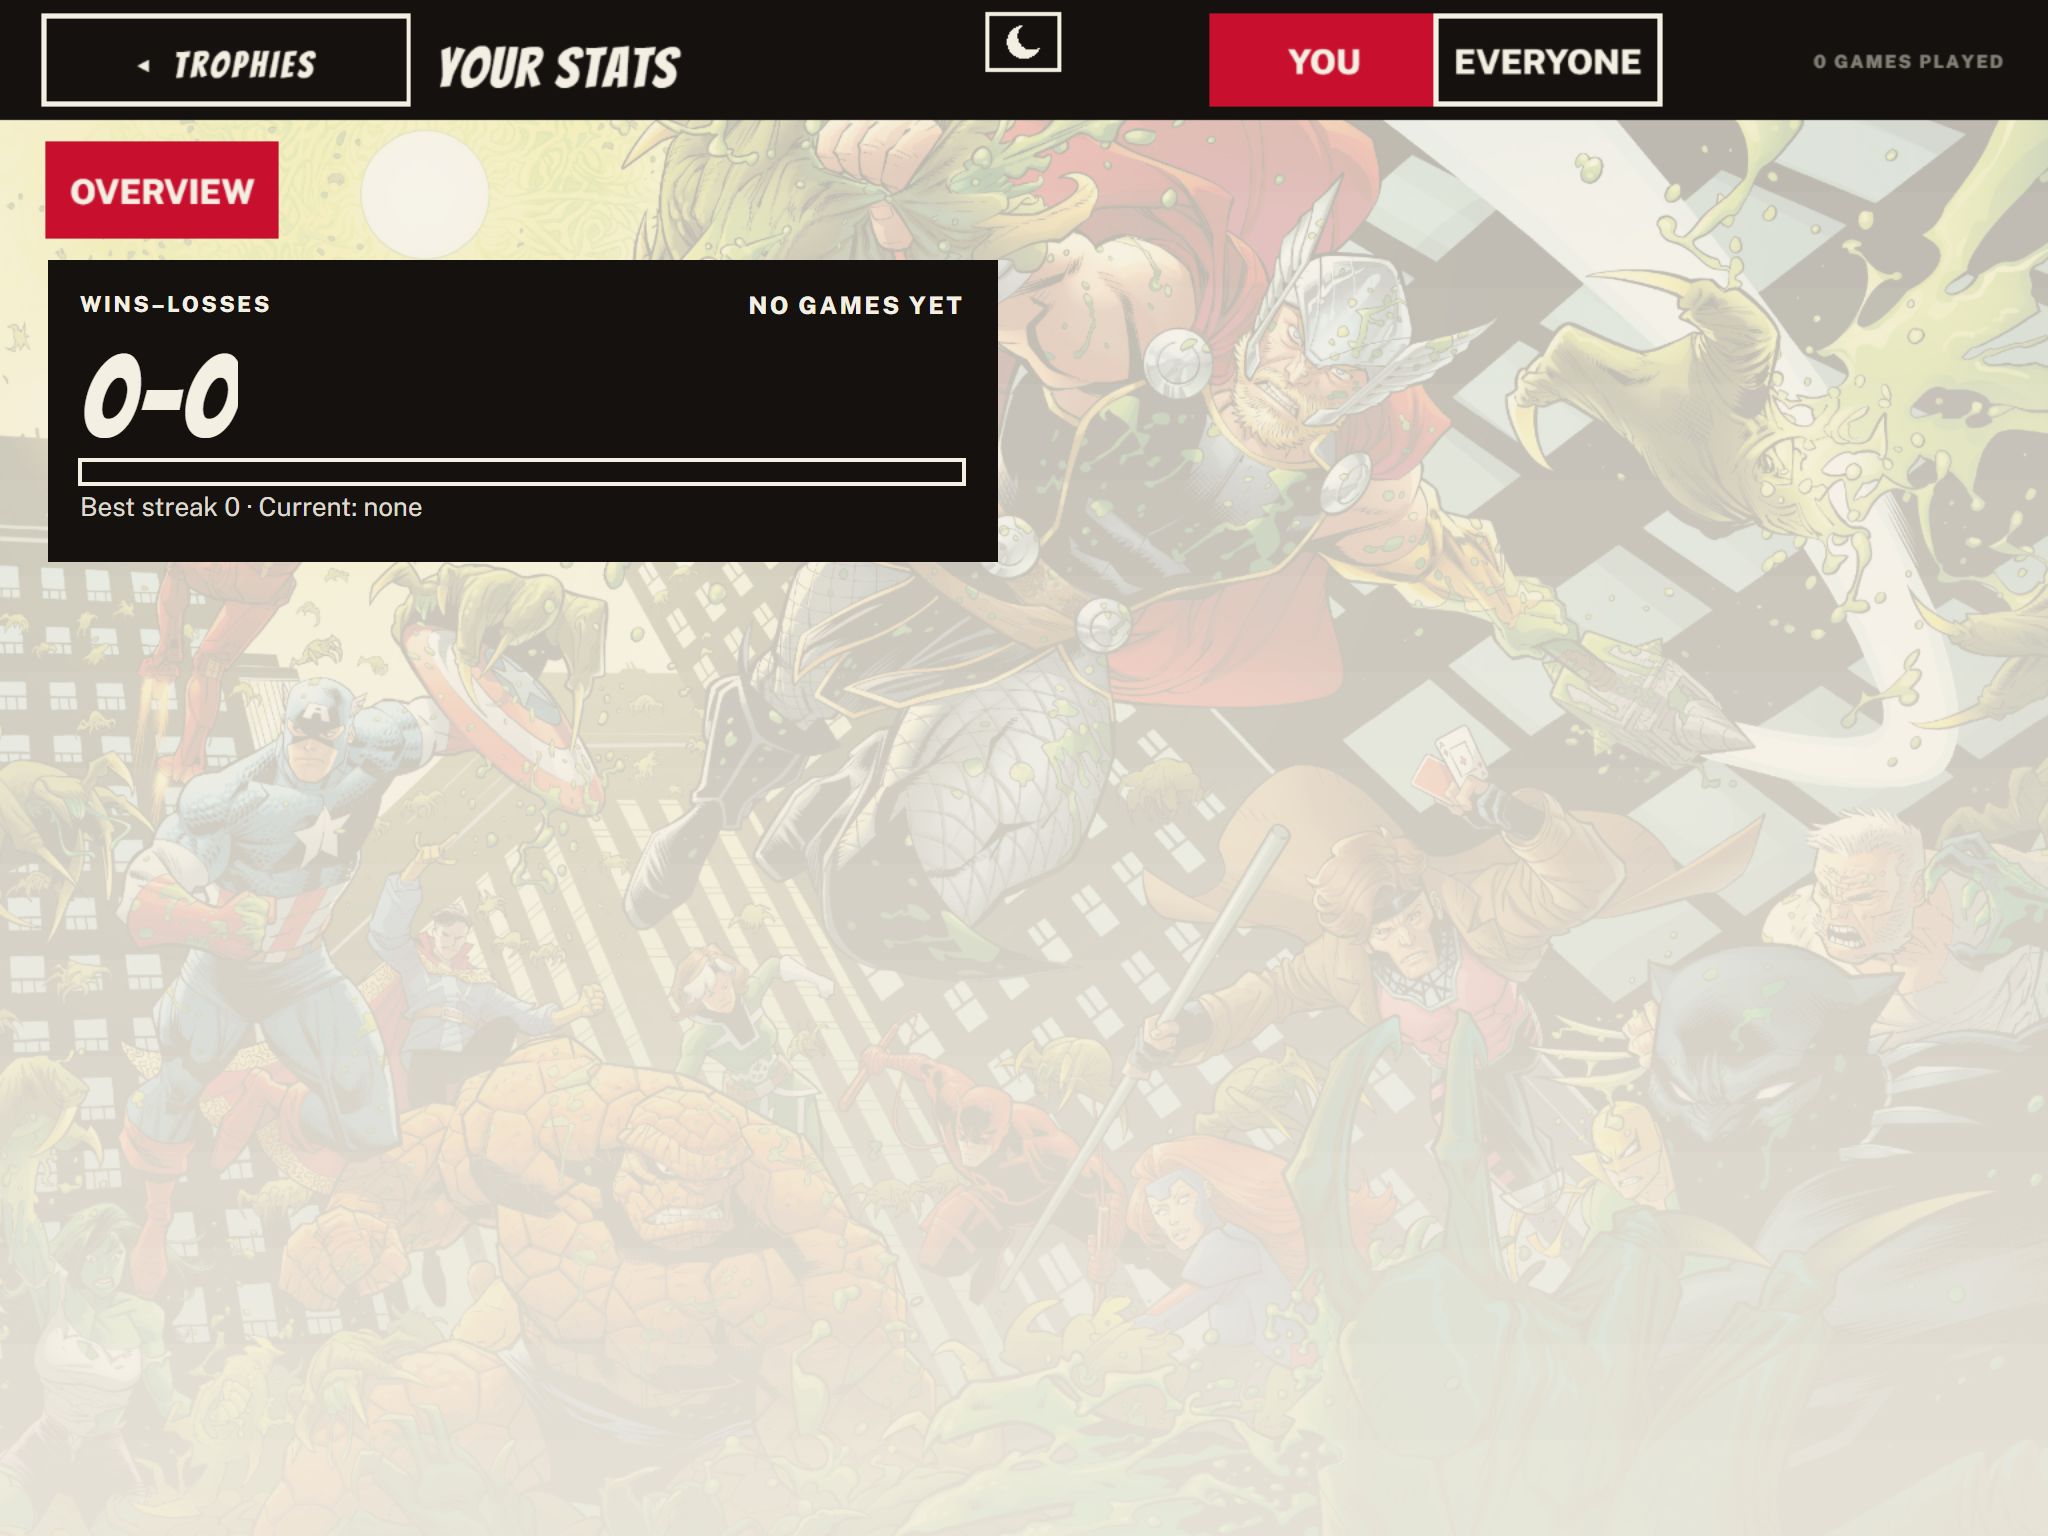 ◂ TROPHIES
YOUR STATS
YOU
EVERYONE
0 GAMES PLAYED
OVERVIEW
WINS–LOSSES
NO GAMES YET
0–0
Best streak 0 · Current: none